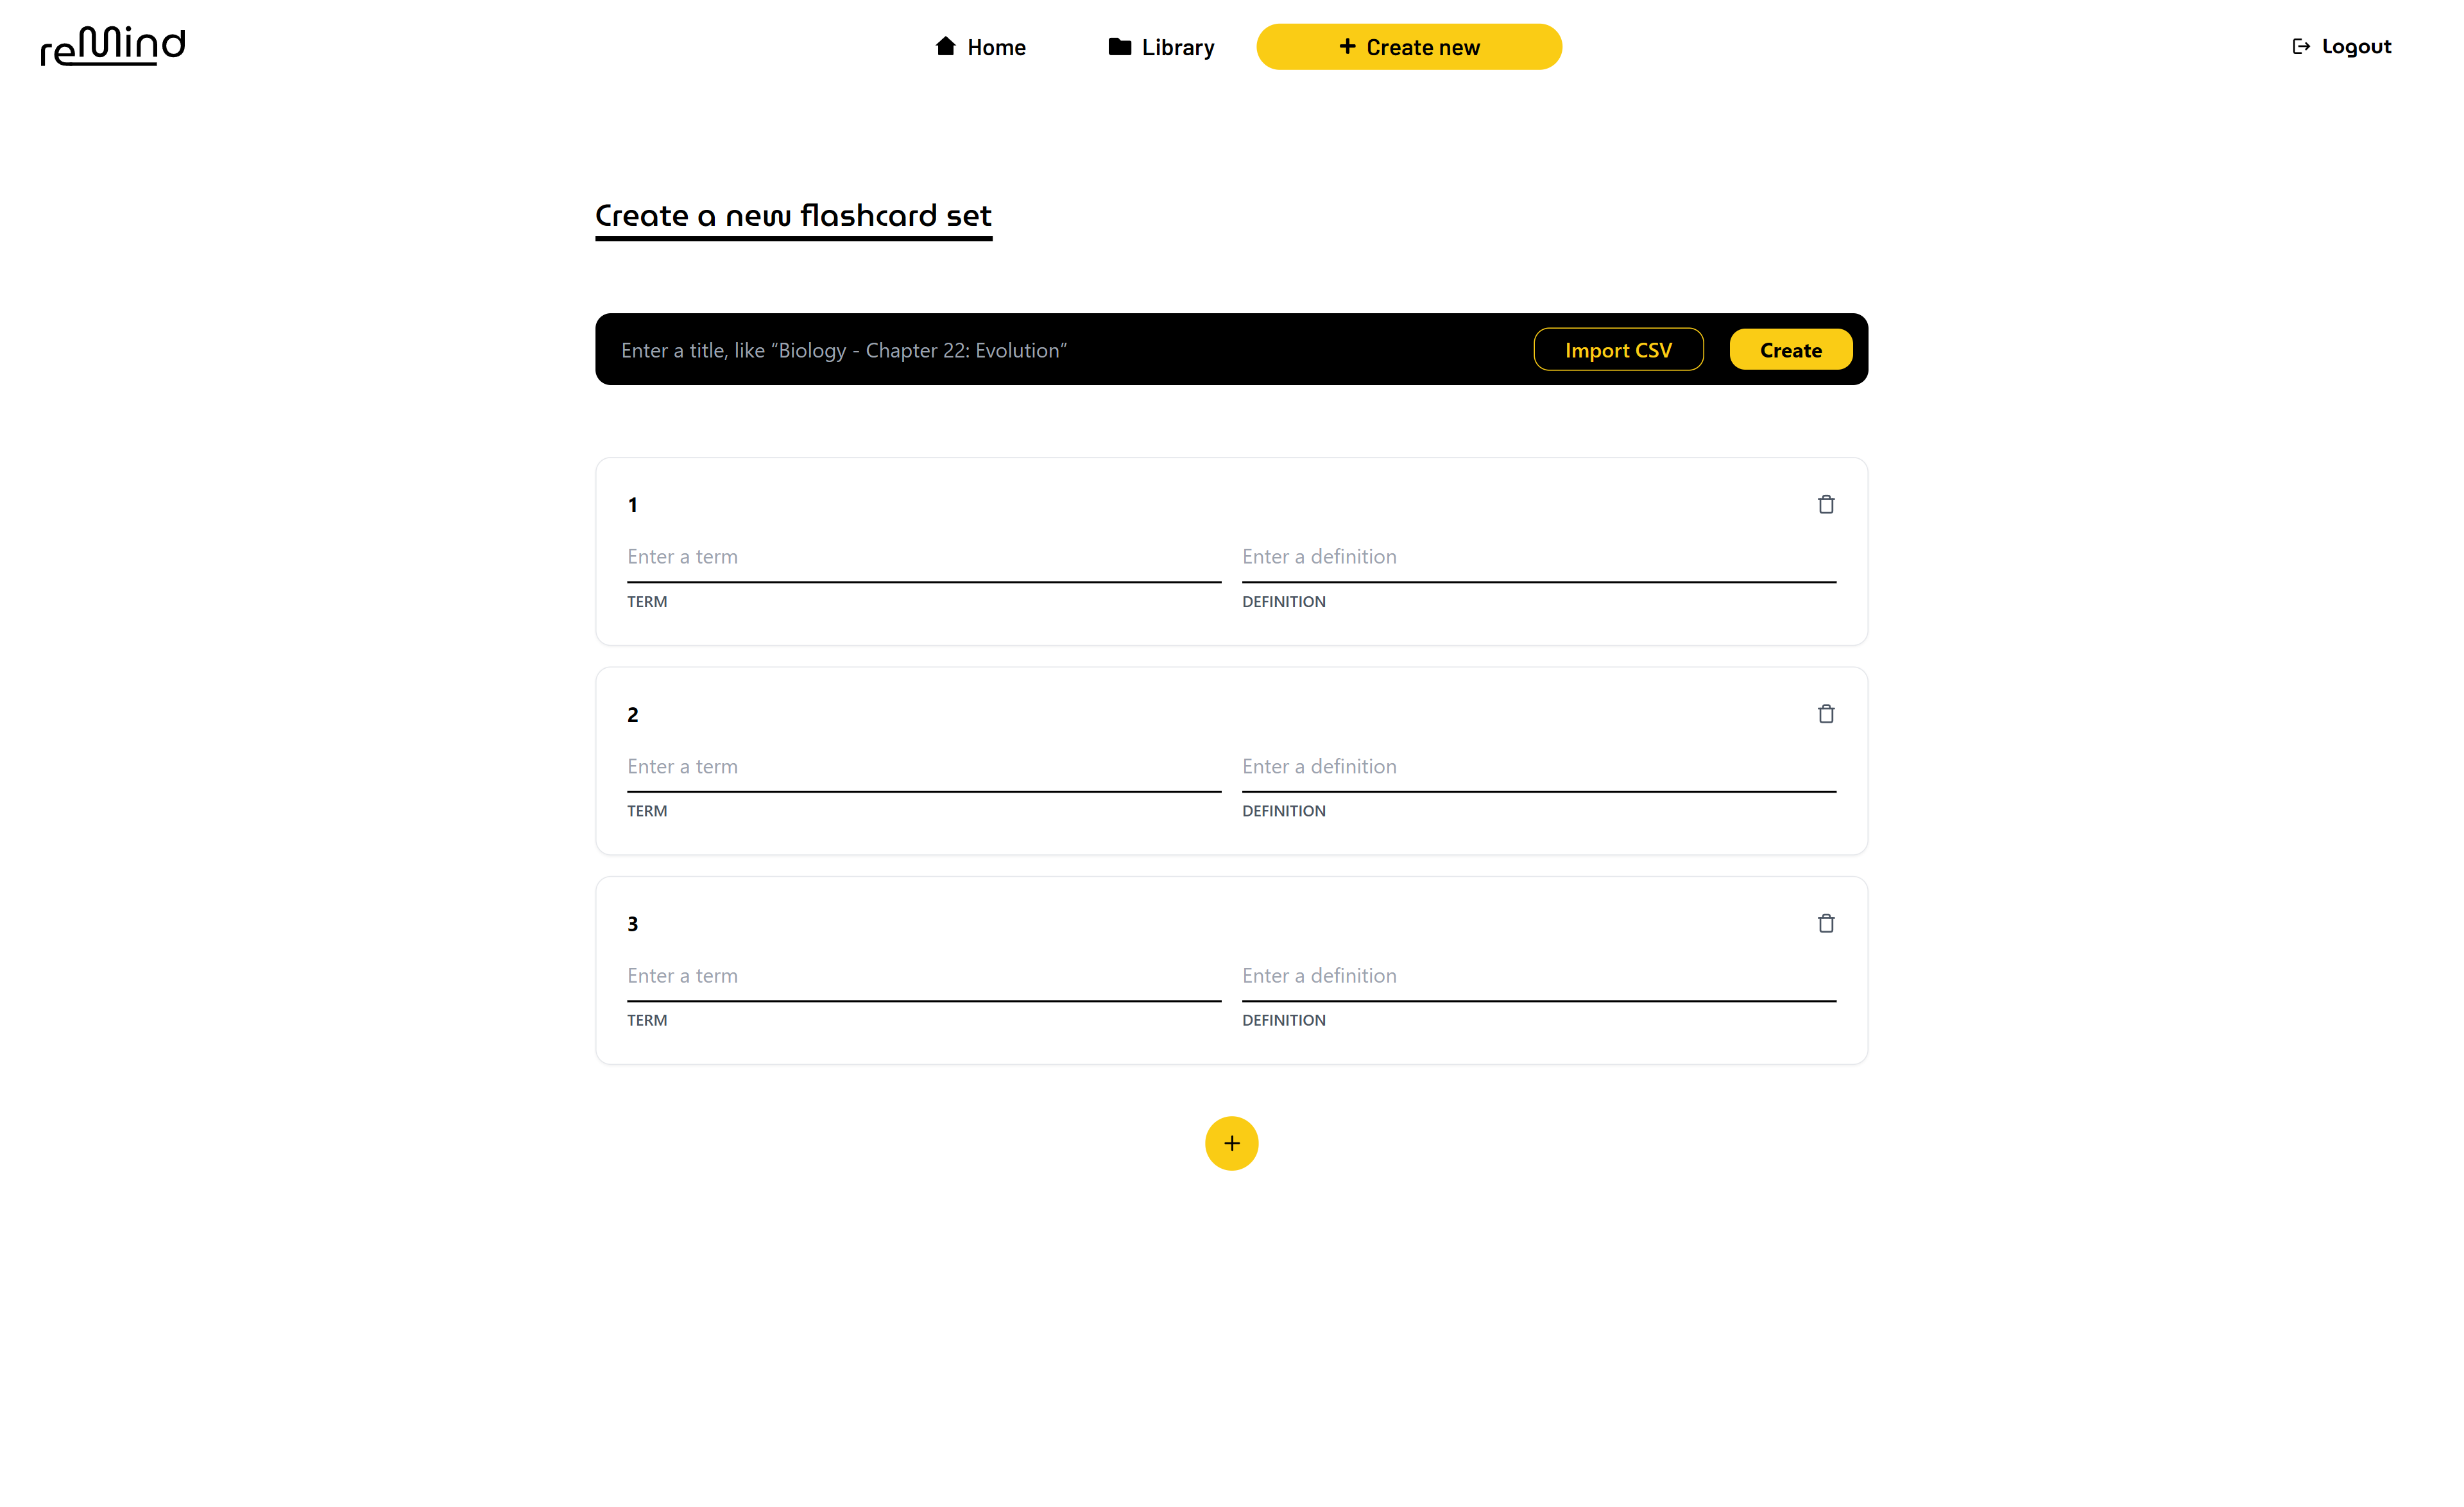 reMind
Home
Library
Create new
Logout
Create a new flashcard set
Enter a title, like “Biology - Chapter 22: Evolution”
Import CSV
Create
1
Enter a term
Enter a definition
TERM
DEFINITION
2
Enter a term
Enter a definition
TERM
DEFINITION
3
Enter a term
Enter a definition
TERM
DEFINITION